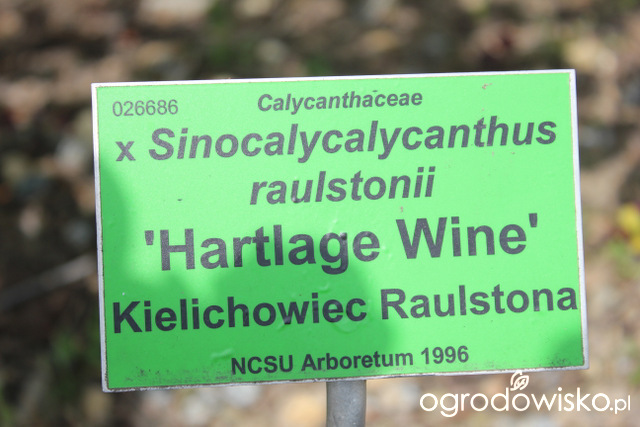 026686
Calycanthaceae
x Sinocalycalycanthus
raulstonii
'Hartlage Wine'
Kielichowiec Raulstona
NCSU Arboretum 1996
ogrodowisko.pl